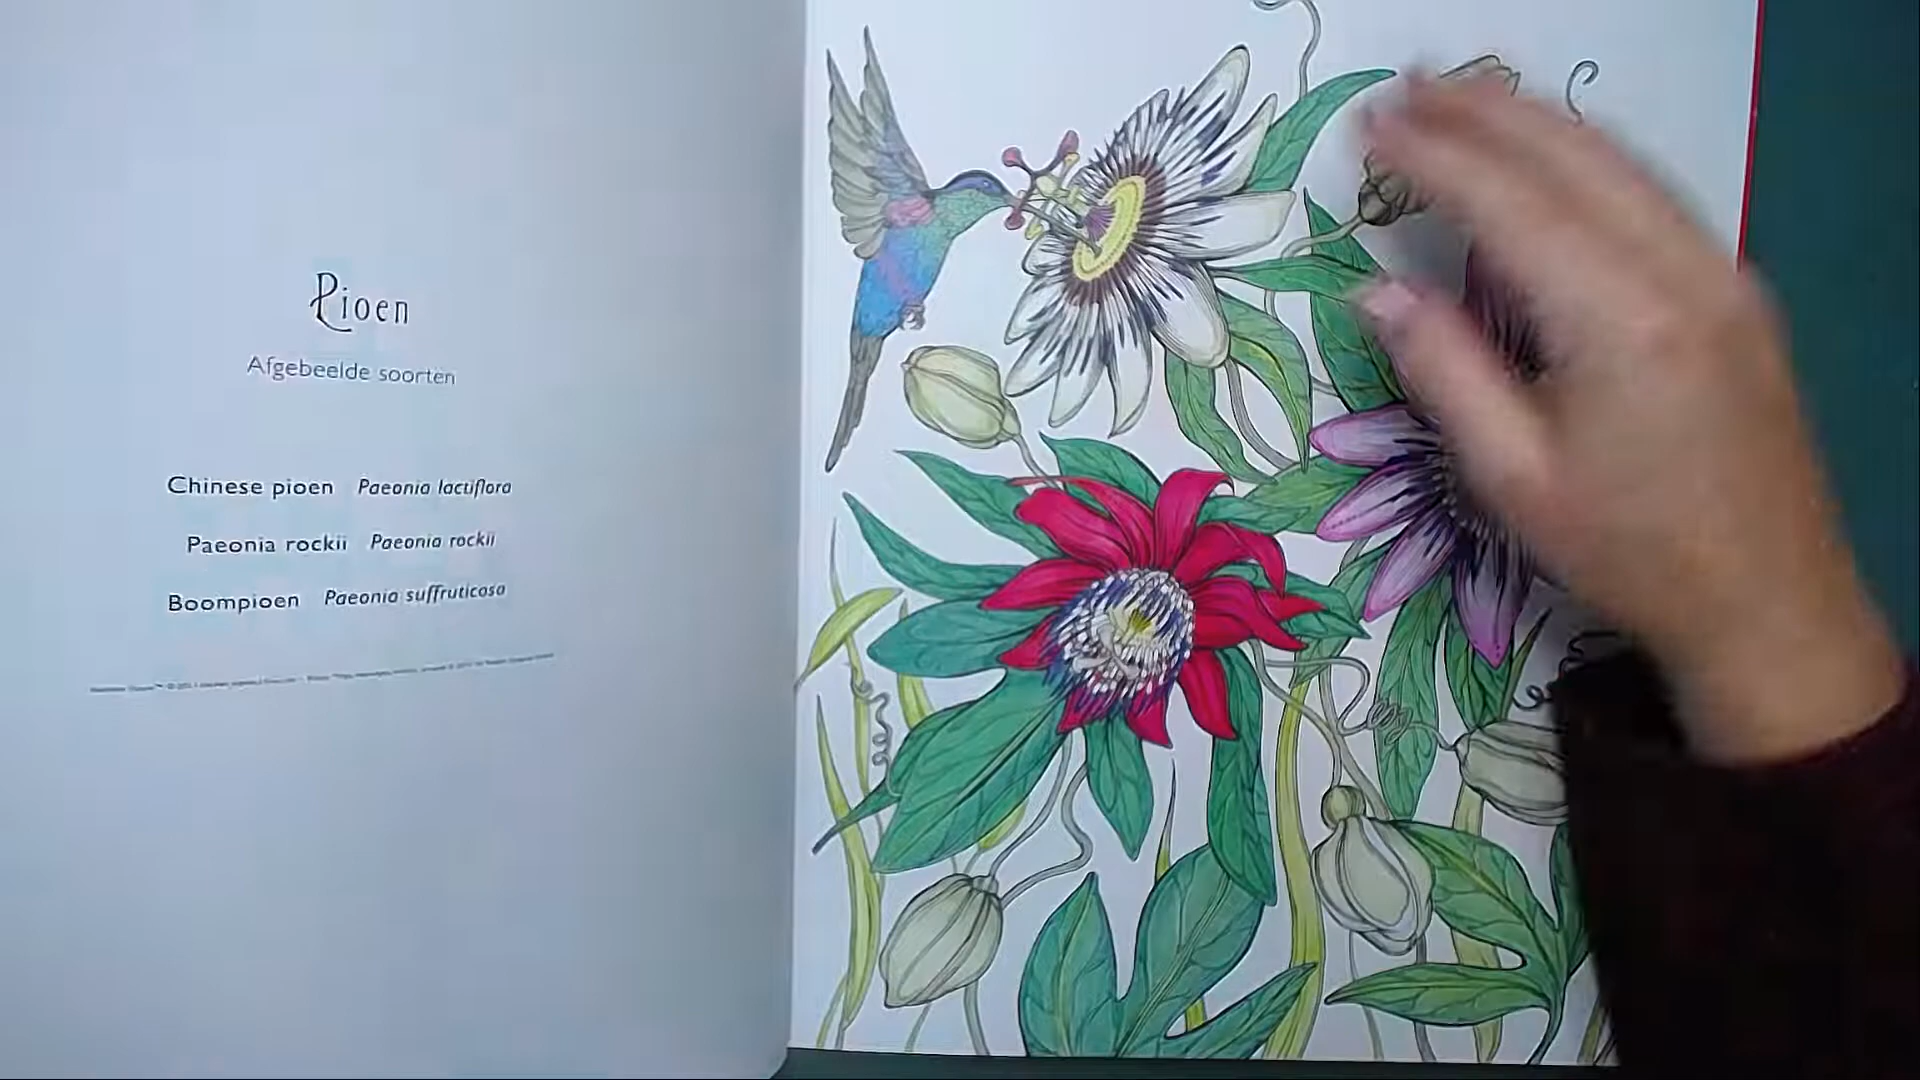 Pioen
Afgebeelde soorten
Chinese pioen Paeonia lactiflora
Paeonia rockii Paeonia rockii
Boompioen Paeonia suffruticosa